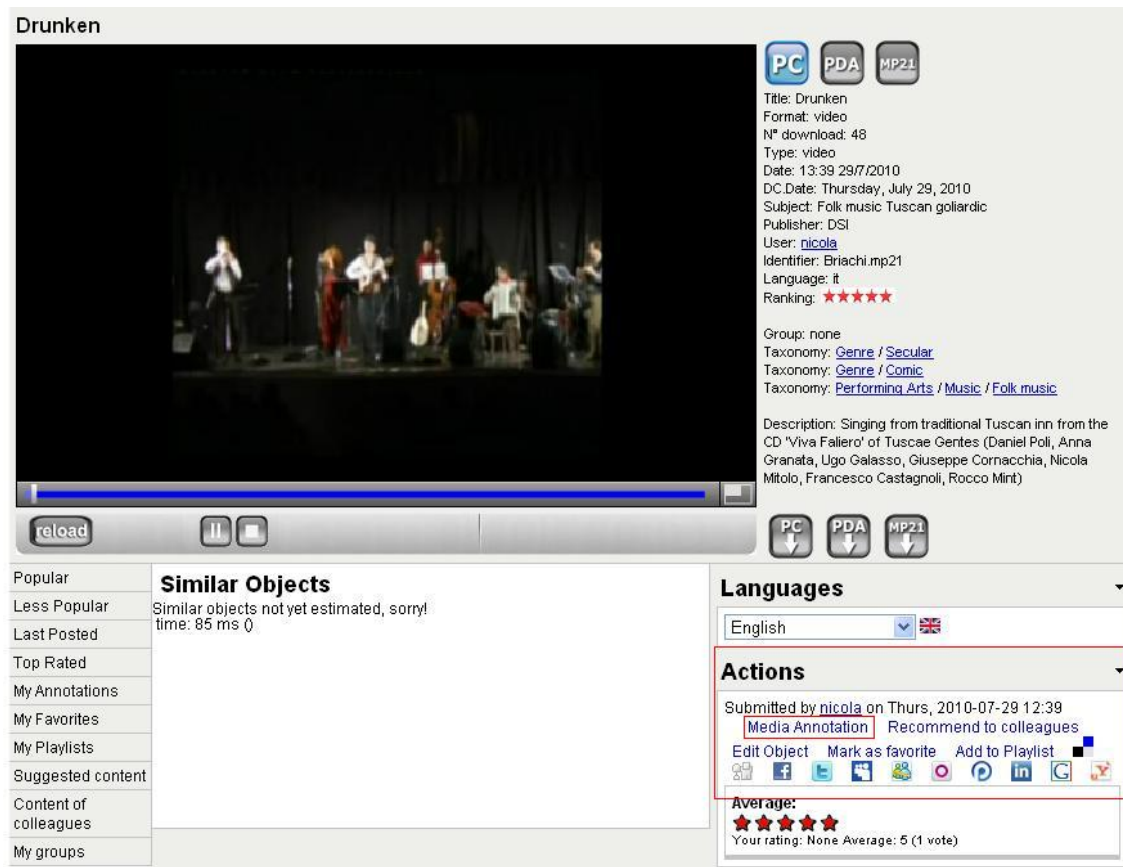 Drunken
PC PDA MP21
Title: Drunken
Format: video
N° download: 48
Type: video
Date: 13:39 29/7/2010
DC.Date: Thursday, July 29, 2010
Subject: Folk music Tuscan goliardic
Publisher: DSI
User: nicola
Identifier: Briachi.mp21
Language: it
Ranking:
Group: none
Taxonomy: Genre / Secular
Taxonomy: Genre / Comic
Taxonomy: Performing Arts / Music / Folk music
Description: Singing from traditional Tuscan inn from the
CD 'Viva Faliero' of Tuscae Gentes (Daniel Poli, Anna
Granata, Ugo Galasso, Giuseppe Cornacchia, Nicola
Mitolo, Francesco Castagnoli, Rocco Mint)
reload
PC PDA MP21
Popular
Less Popular
Last Posted
Top Rated
My Annotations
My Favorites
My Playlists
Suggested content
Content of
colleagues
My groups
Similar Objects
Similar objects not yet estimated, sorry!
time: 85 ms ()
Languages
English
Actions
Submitted by nicola on Thurs, 2010-07-29 12:39
Media Annotation Recommend to colleagues
Edit Object Mark as favorite Add to Playlist
Average:
Your rating: None Average: 5 (1 vote)